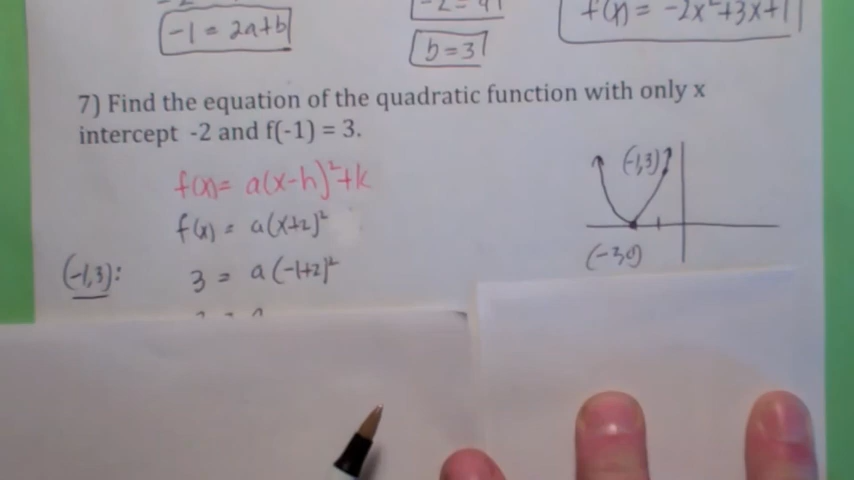 -1 = 2a+b
b=3
f(x) = -2x²+3x+1
7) Find the equation of the quadratic function with only x
intercept -2 and f(-1) = 3.
f(x)= a(x-h)²+k
f(x) = a(x+2)²
(-1,3):
3 = a(-1+2)²
(-1,3)
(-3,0)